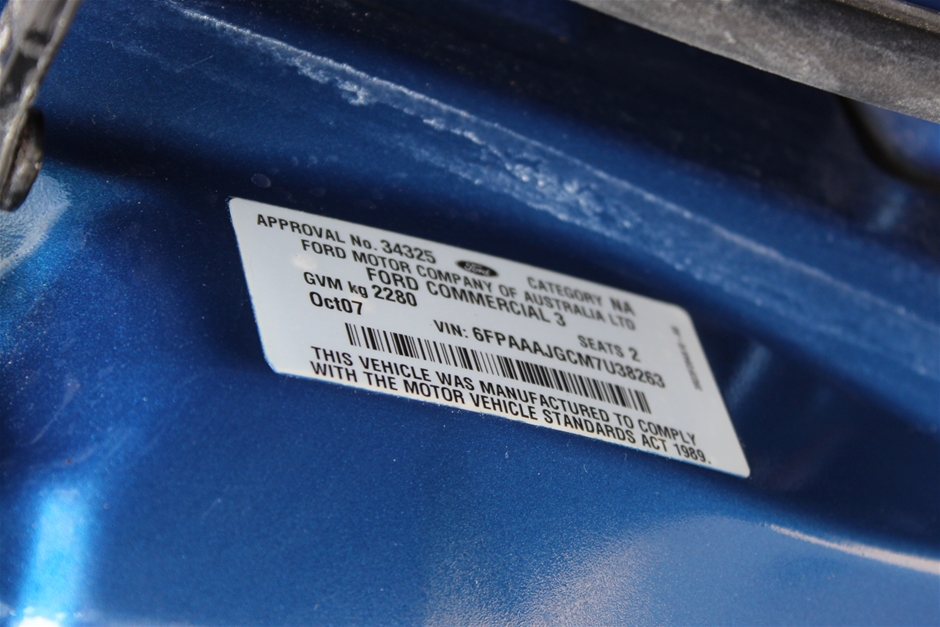 APPROVAL No. 34325 Ford CATEGORY NA
FORD MOTOR COMPANY OF AUSTRALIA LTD
FORD COMMERCIAL 3
GVM kg 2280 SEATS 2
Oct07 VIN: 6FPAAAJGCM7U38263
THIS VEHICLE WAS MANUFACTURED TO COMPLY
WITH THE MOTOR VEHICLE STANDARDS ACT 1989.